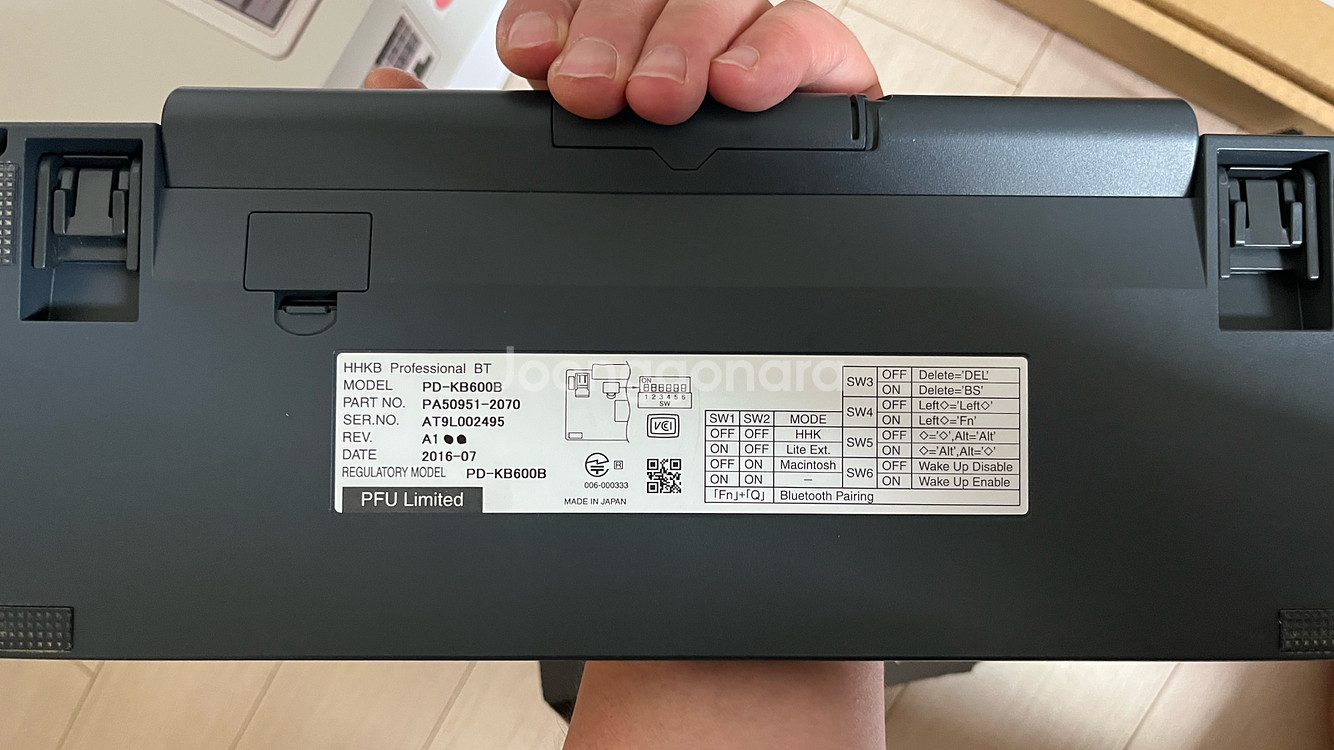 Joonggonara
HHKB Professional BT
MODEL PD-KB600B
PART NO. PA50951-2070
SER.NO. AT9L002495
REV. A1 ●●
DATE 2016-07
REGULATORY MODEL PD-KB600B
PFU Limited
ON
1 2 3 4 5 6
SW
VCI
R
006-000333
MADE IN JAPAN
SW1 SW2 MODE
OFF OFF HHK
ON OFF Lite Ext.
OFF ON Macintosh
ON ON –
「Fn」+「Q」 Bluetooth Pairing
SW3 OFF Delete='DEL'
ON Delete='BS'
SW4 OFF Left◇='Left◇'
ON Left◇='Fn'
SW5 OFF ◇='◇',Alt='Alt'
ON ◇='Alt',Alt='◇'
SW6 OFF Wake Up Disable
ON Wake Up Enable